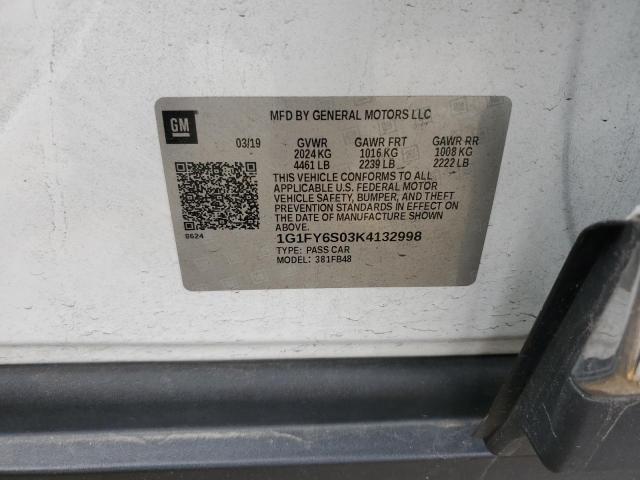 GM
MFD BY GENERAL MOTORS LLC
03/19 GVWR GAWR FRT GAWR RR
2024 KG 1016 KG 1008 KG
4461 LB 2239 LB 2222 LB
THIS VEHICLE CONFORMS TO ALL
APPLICABLE U.S. FEDERAL MOTOR
VEHICLE SAFETY, BUMPER, AND THEFT
PREVENTION STANDARDS IN EFFECT ON
THE DATE OF MANUFACTURE SHOWN
ABOVE.
8624
1G1FY6S03K4132998
TYPE: PASS CAR
MODEL: 381FB48